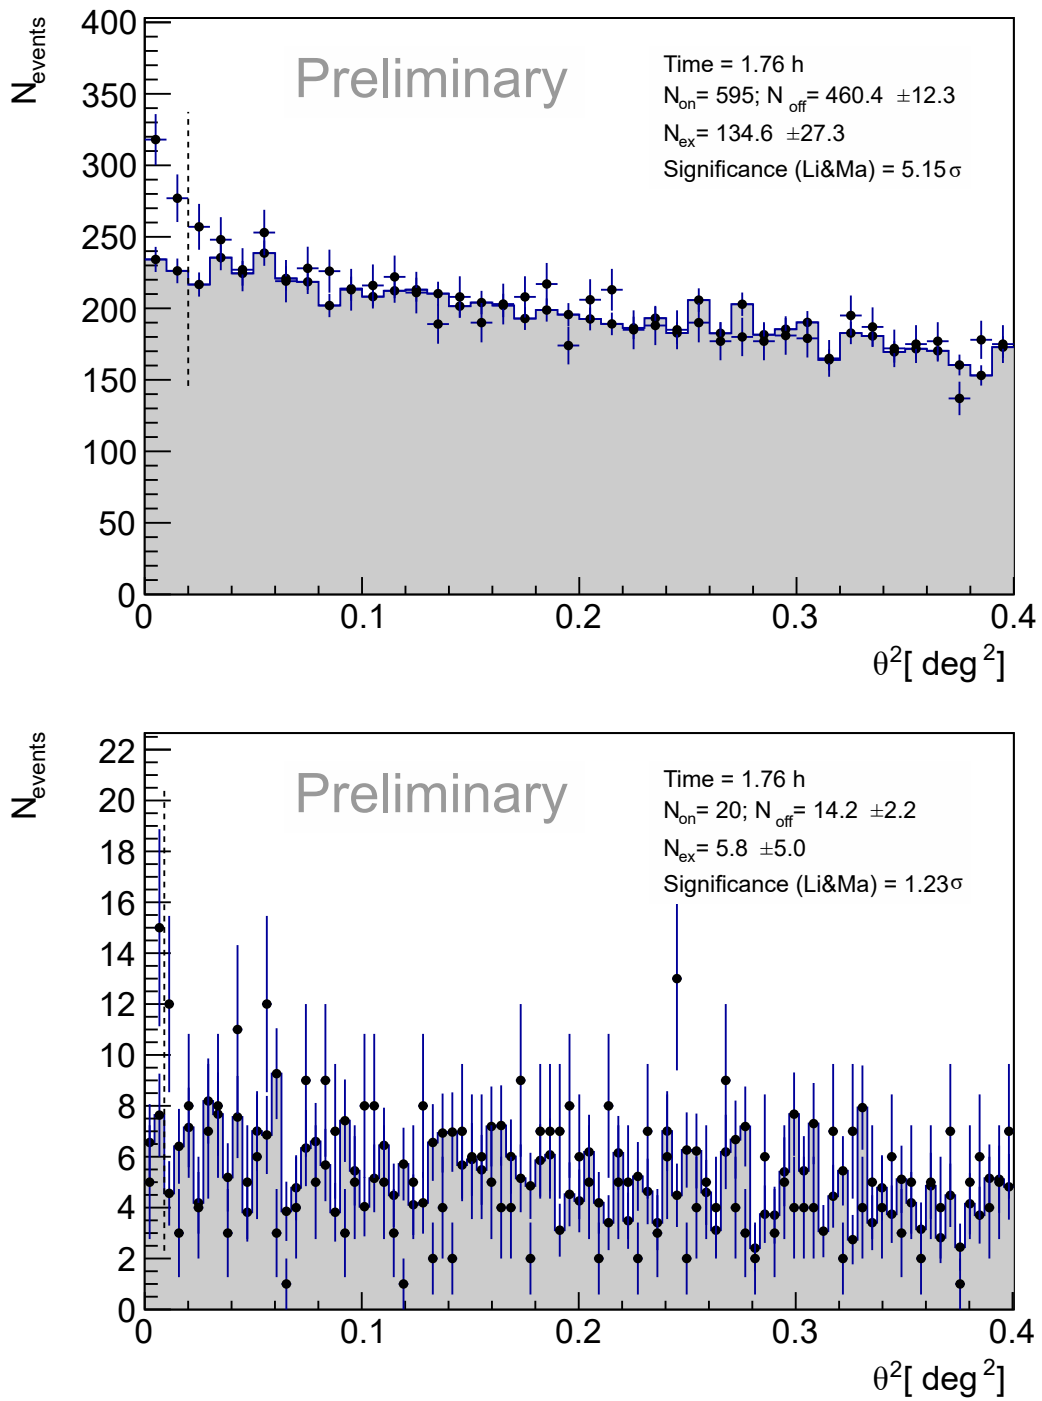 400
350
300
250
200
150
100
50
0
N_events
Preliminary
Time = 1.76 h
N_on= 595; N_off= 460.4 ±12.3
N_ex= 134.6 ±27.3
Significance (Li&Ma) = 5.15σ
0 0.1 0.2 0.3 0.4
θ²[ deg²]
22
20
18
16
14
12
10
8
6
4
2
0
N_events
Preliminary
Time = 1.76 h
N_on= 20; N_off= 14.2 ±2.2
N_ex= 5.8 ±5.0
Significance (Li&Ma) = 1.23σ
0 0.1 0.2 0.3 0.4
θ²[ deg²]